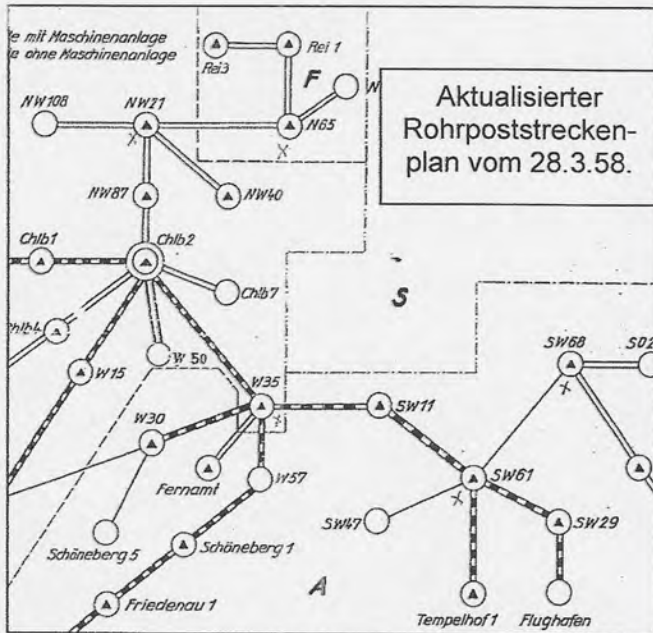 mit Maschinenanlage
ohne Maschinenanlage
Rei3
Rei 1
F
N
NW108
NW21
N65
Aktualisierter
Rohrpoststrecken-
plan vom 28.3.58.
NW87
NW40
Chlb1
Chlb2
Chlb7
S
Chlb4
W 50
W15
W35
SW68
SW11
W30
Fernamt
W57
SW61
SW47
SW29
Schöneberg 5
Schöneberg 1
A
Friedenau 1
Tempelhof 1
Flughafen